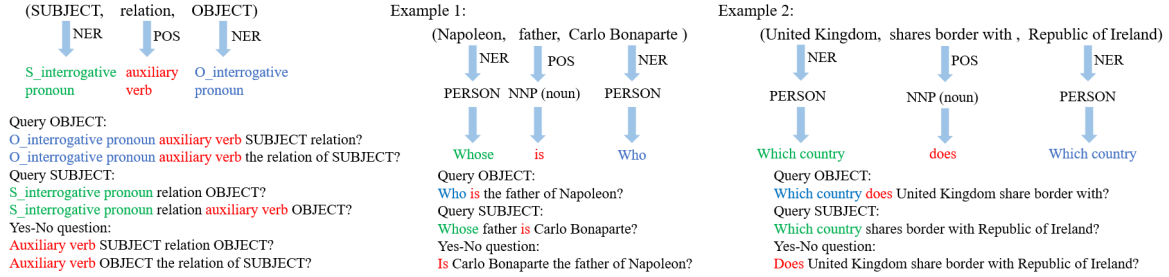 (SUBJECT, relation, OBJECT)
NER POS NER
S_interrogative pronoun
auxiliary verb
O_interrogative pronoun
Query OBJECT:
O_interrogative pronoun auxiliary verb SUBJECT relation?
O_interrogative pronoun auxiliary verb the relation of SUBJECT?
Query SUBJECT:
S_interrogative pronoun relation OBJECT?
S_interrogative pronoun relation auxiliary verb OBJECT?
Yes-No question:
Auxiliary verb SUBJECT relation OBJECT?
Auxiliary verb OBJECT the relation of SUBJECT?
Example 1:
(Napoleon, father, Carlo Bonaparte )
NER POS NER
PERSON NNP (noun) PERSON
Whose is Who
Query OBJECT:
Who is the father of Napoleon?
Query SUBJECT:
Whose father is Carlo Bonaparte?
Yes-No question:
Is Carlo Bonaparte the father of Napoleon?
Example 2:
(United Kingdom, shares border with , Republic of Ireland)
NER POS NER
PERSON NNP (noun) PERSON
Which country does Which country
Query OBJECT:
Which country does United Kingdom share border with?
Query SUBJECT:
Which country shares border with Republic of Ireland?
Yes-No question:
Does United Kingdom share border with Republic of Ireland?